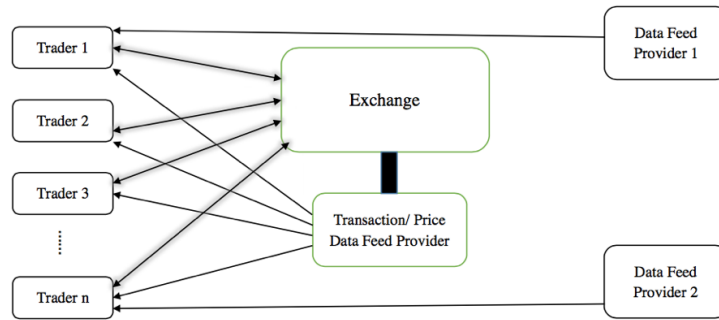 Trader 1
Trader 2
Trader 3
Trader n
Exchange
Transaction/ Price
Data Feed Provider
Data Feed
Provider 1
Data Feed
Provider 2